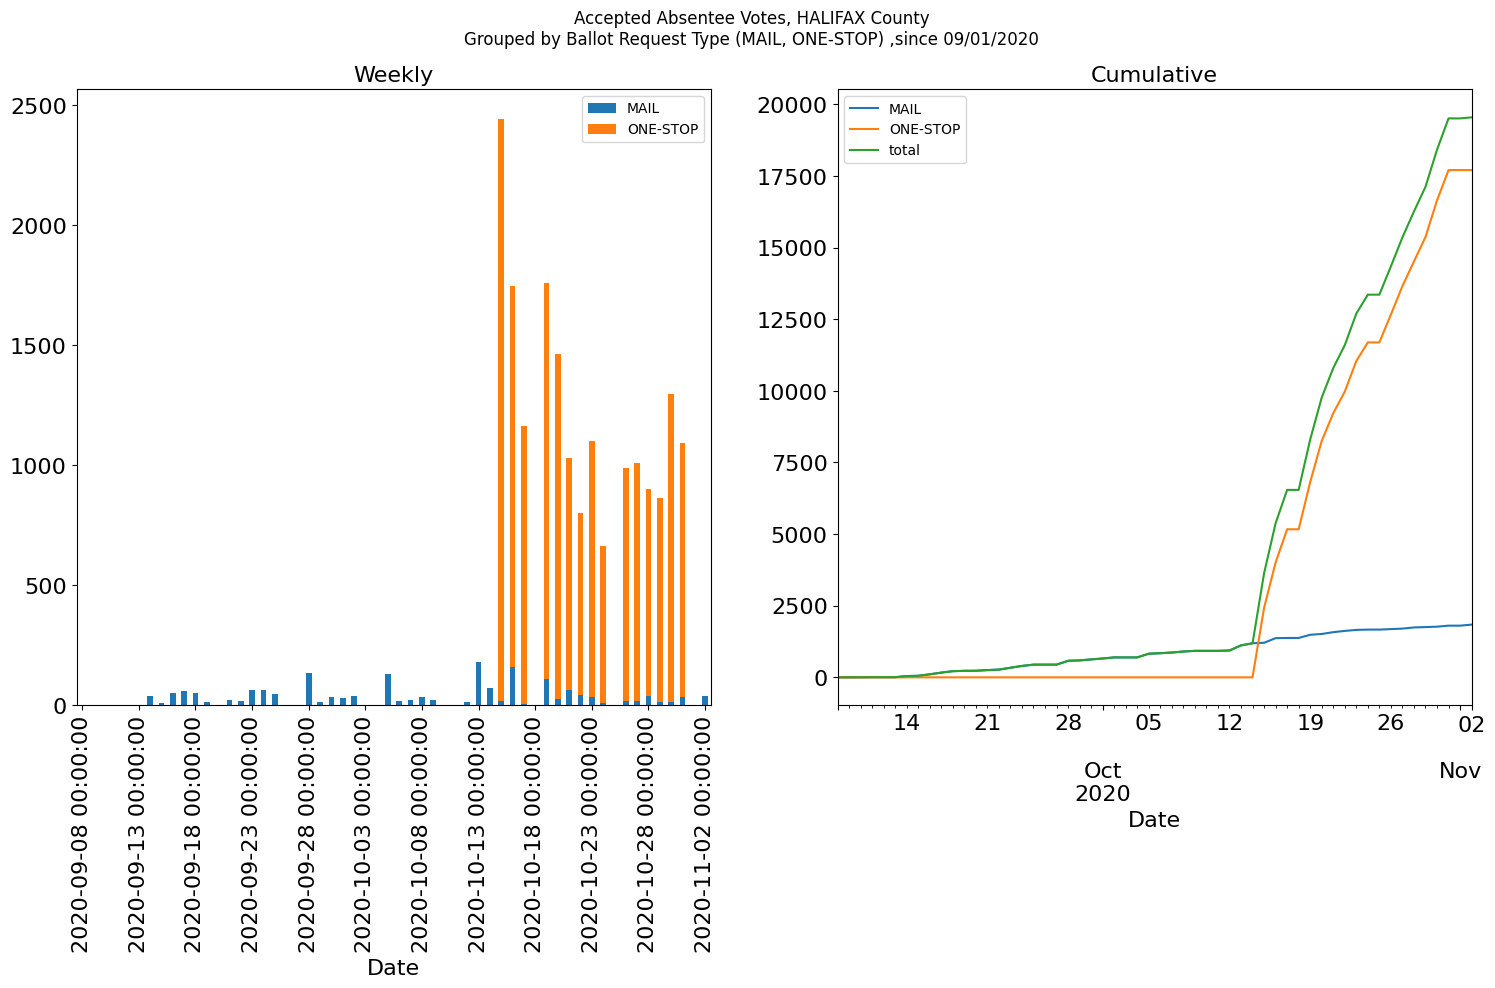 Accepted Absentee Votes, HALIFAX County
Grouped by Ballot Request Type (MAIL, ONE-STOP) ,since 09/01/2020
Weekly
MAIL
ONE-STOP
2500
2000
1500
1000
500
0
2020-09-08 00:00:00
2020-09-13 00:00:00
2020-09-18 00:00:00
2020-09-23 00:00:00
2020-09-28 00:00:00
2020-10-03 00:00:00
2020-10-08 00:00:00
2020-10-13 00:00:00
2020-10-18 00:00:00
2020-10-23 00:00:00
2020-10-28 00:00:00
2020-11-02 00:00:00
Date
Cumulative
MAIL
ONE-STOP
total
20000
17500
15000
12500
10000
7500
5000
2500
0
14 21 28 05 12 19 26 02
Oct Nov
2020
Date